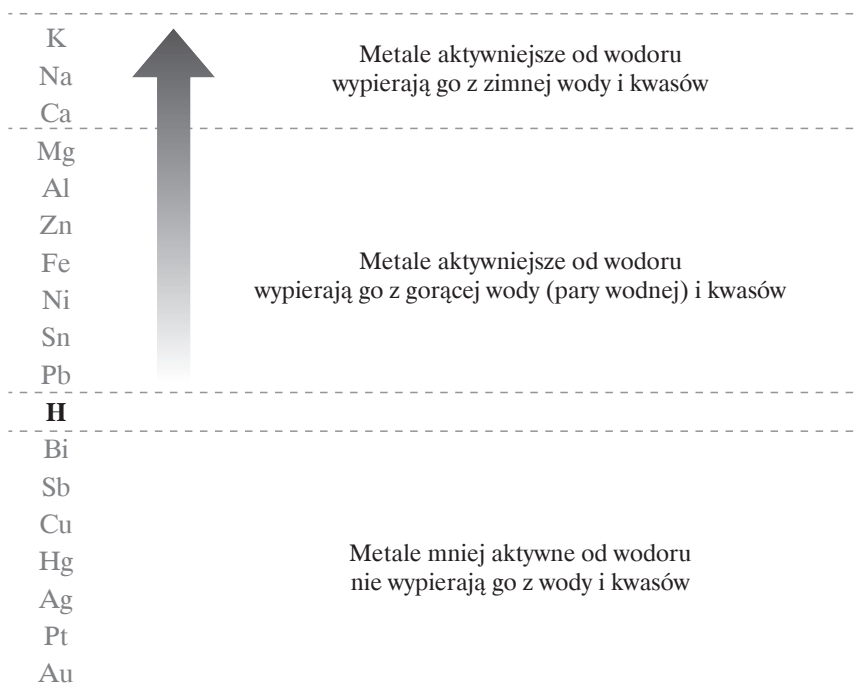 K
Na
Ca
Metale aktywniejsze od wodoru
wypierają go z zimnej wody i kwasów
Mg
Al
Zn
Fe
Ni
Sn
Pb
Metale aktywniejsze od wodoru
wypierają go z gorącej wody (pary wodnej) i kwasów
H
Bi
Sb
Cu
Hg
Ag
Pt
Au
Metale mniej aktywne od wodoru
nie wypierają go z wody i kwasów